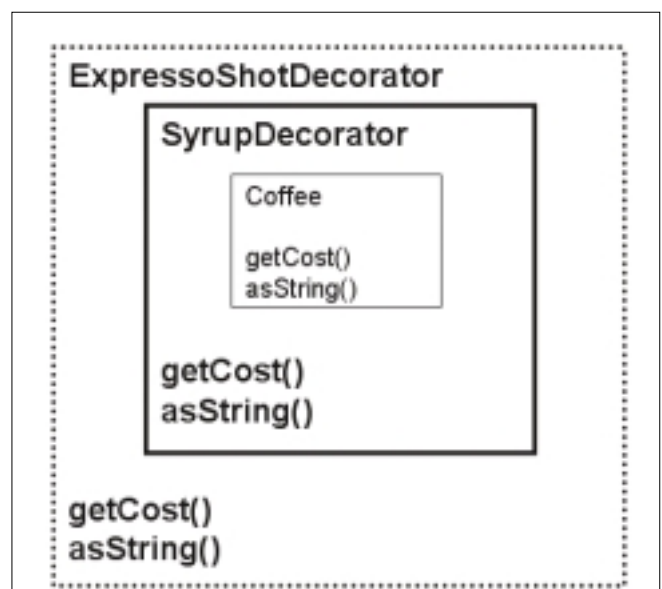 ExpressoShotDecorator
SyrupDecorator
Coffee
getCost()
asString()
getCost()
asString()
getCost()
asString()